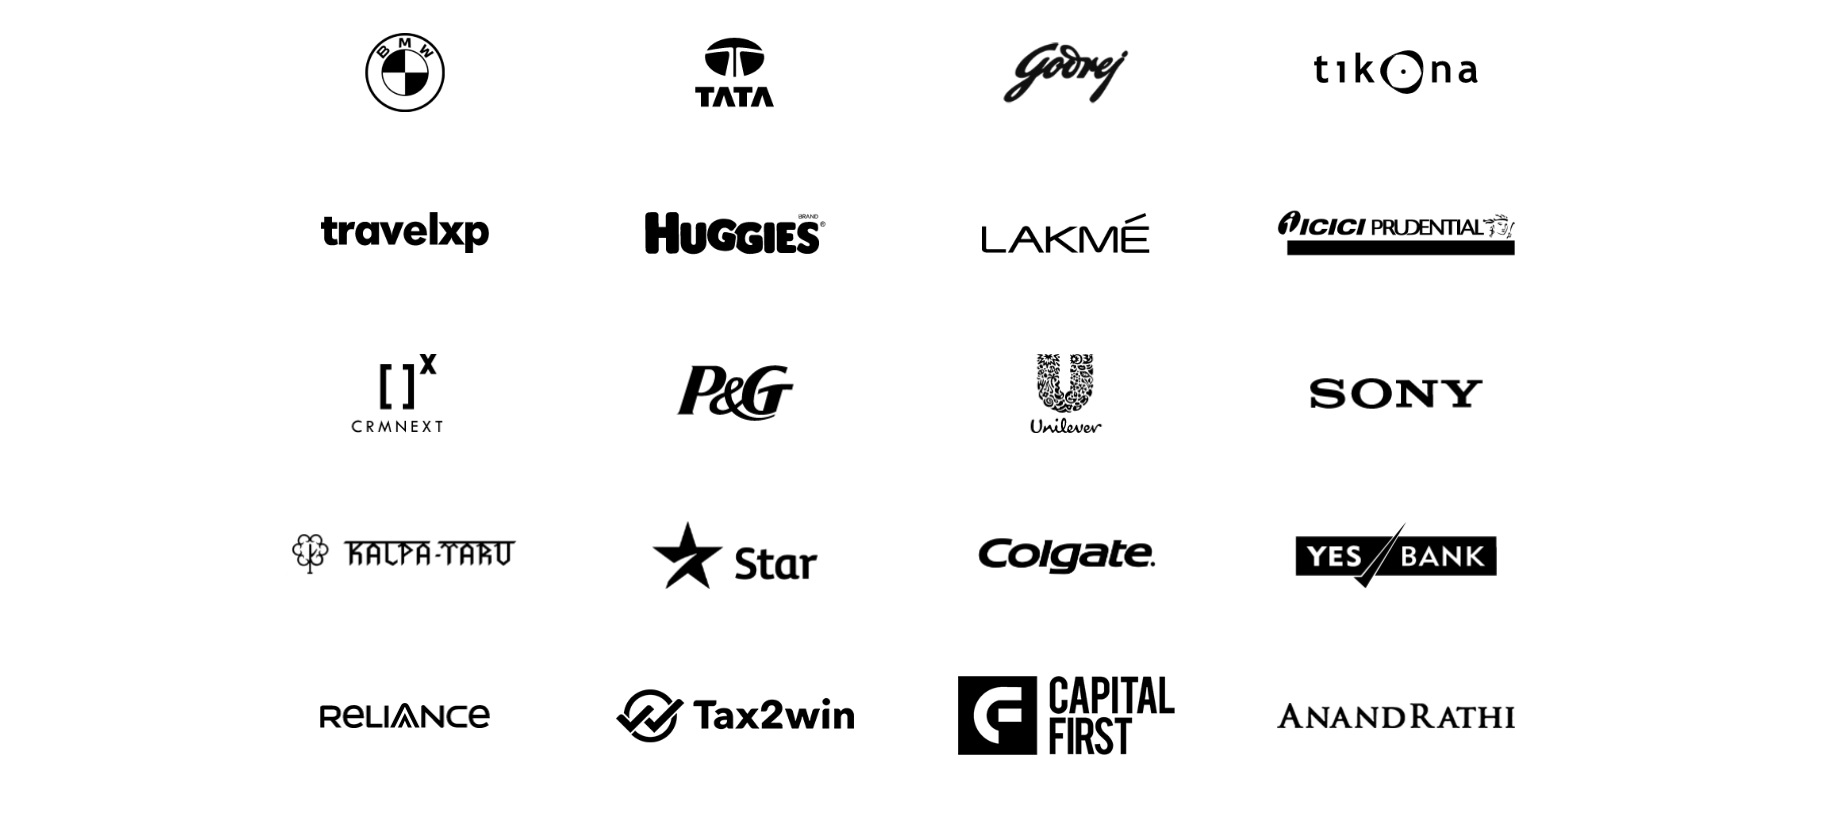 BMW
TATA
Godrej
tikona
travelxp
HUGGIES BRAND ®
LAKMÉ
ICICI PRUDENTIAL
[ ] X
CRMNEXT
P&G
U
Unilever
SONY
KALPA-TARU
Star
Colgate.
YES BANK
RELIANCE
Tax2win
CAPITAL
FIRST
ANANDRATHI